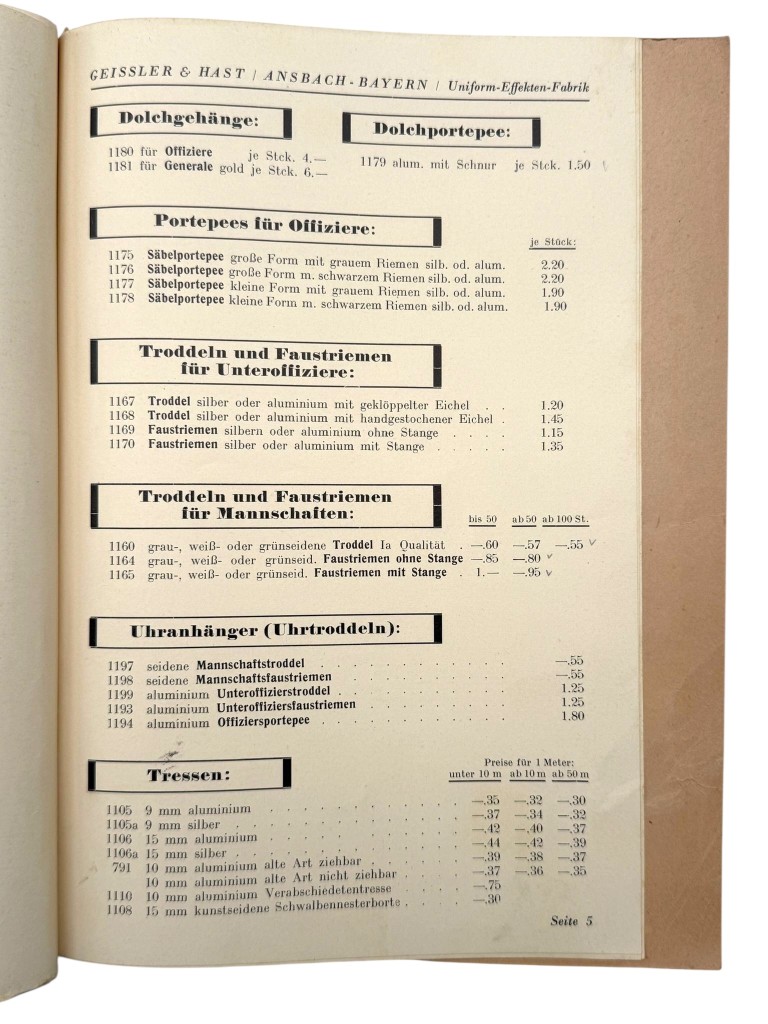 GEISSLER & HAST / ANSBACH-BAYERN / Uniform-Effekten-Fabrik
Dolchgehänge:
1180 für Offiziere je Stck. 4.—
1181 für Generale gold je Stck. 6.—
Dolchportepee:
1179 alum. mit Schnur je Stck. 1.50
Portepees für Offiziere:
je Stück:
1175 Säbelportepee große Form mit grauem Riemen silb. od. alum. 2.20
1176 Säbelportepee große Form m. schwarzem Riemen silb. od. alum. 2.20
1177 Säbelportepee kleine Form mit grauem Riemen silb. od. alum. 1.90
1178 Säbelportepee kleine Form m. schwarzem Riemen silb. od. alum. 1.90
Troddeln und Faustriemen
für Unteroffiziere:
1167 Troddel silber oder aluminium mit geklöppelter Eichel . . 1.20
1168 Troddel silber oder aluminium mit handgestochener Eichel . 1.45
1169 Faustriemen silbern oder aluminium ohne Stange . . . . 1.15
1170 Faustriemen silber oder aluminium mit Stange . . . . . 1.35
Troddeln und Faustriemen
für Mannschaften:
bis 50 ab 50 ab 100 St.
1160 grau-, weiß- oder grünseidene Troddel Ia Qualität . —.60 —.57 —.55
1164 grau-, weiß- oder grünseid. Faustriemen ohne Stange —.85 —.80
1165 grau-, weiß- oder grünseid. Faustriemen mit Stange . 1.— —.95
Uhranhänger (Uhrtroddeln):
1197 seidene Mannschaftstroddel . . . . . . . . . . . —.55
1198 seidene Mannschaftsfaustriemen . . . . . . . . . —.55
1199 aluminium Unteroffizierstroddel . . . . . . . . . . 1.25
1193 aluminium Unteroffiziersfaustriemen . . . . . . . . 1.25
1194 aluminium Offiziersportepee . . . . . . . . . . . 1.80
Tressen:
Preise für 1 Meter:
unter 10 m ab 10 m ab 50 m
1105 9 mm aluminium . . . . . . . . . —.35 —.32 —.30
1105a 9 mm silber . . . . . . . . . . —.37 —.34 —.32
1106 15 mm aluminium . . . . . . . . . —.42 —.40 —.37
1106a 15 mm silber . . . . . . . . . . —.44 —.42 —.39
791 10 mm aluminium alte Art ziehbar . . . . —.39 —.38 —.37
10 mm aluminium alte Art nicht ziehbar . . . —.37 —.36 —.35
1110 10 mm aluminium Verabschiedetentresse . . . . —.75
1108 15 mm kunstseidene Schwalbennesterborte . . . . —.30
Seite 5